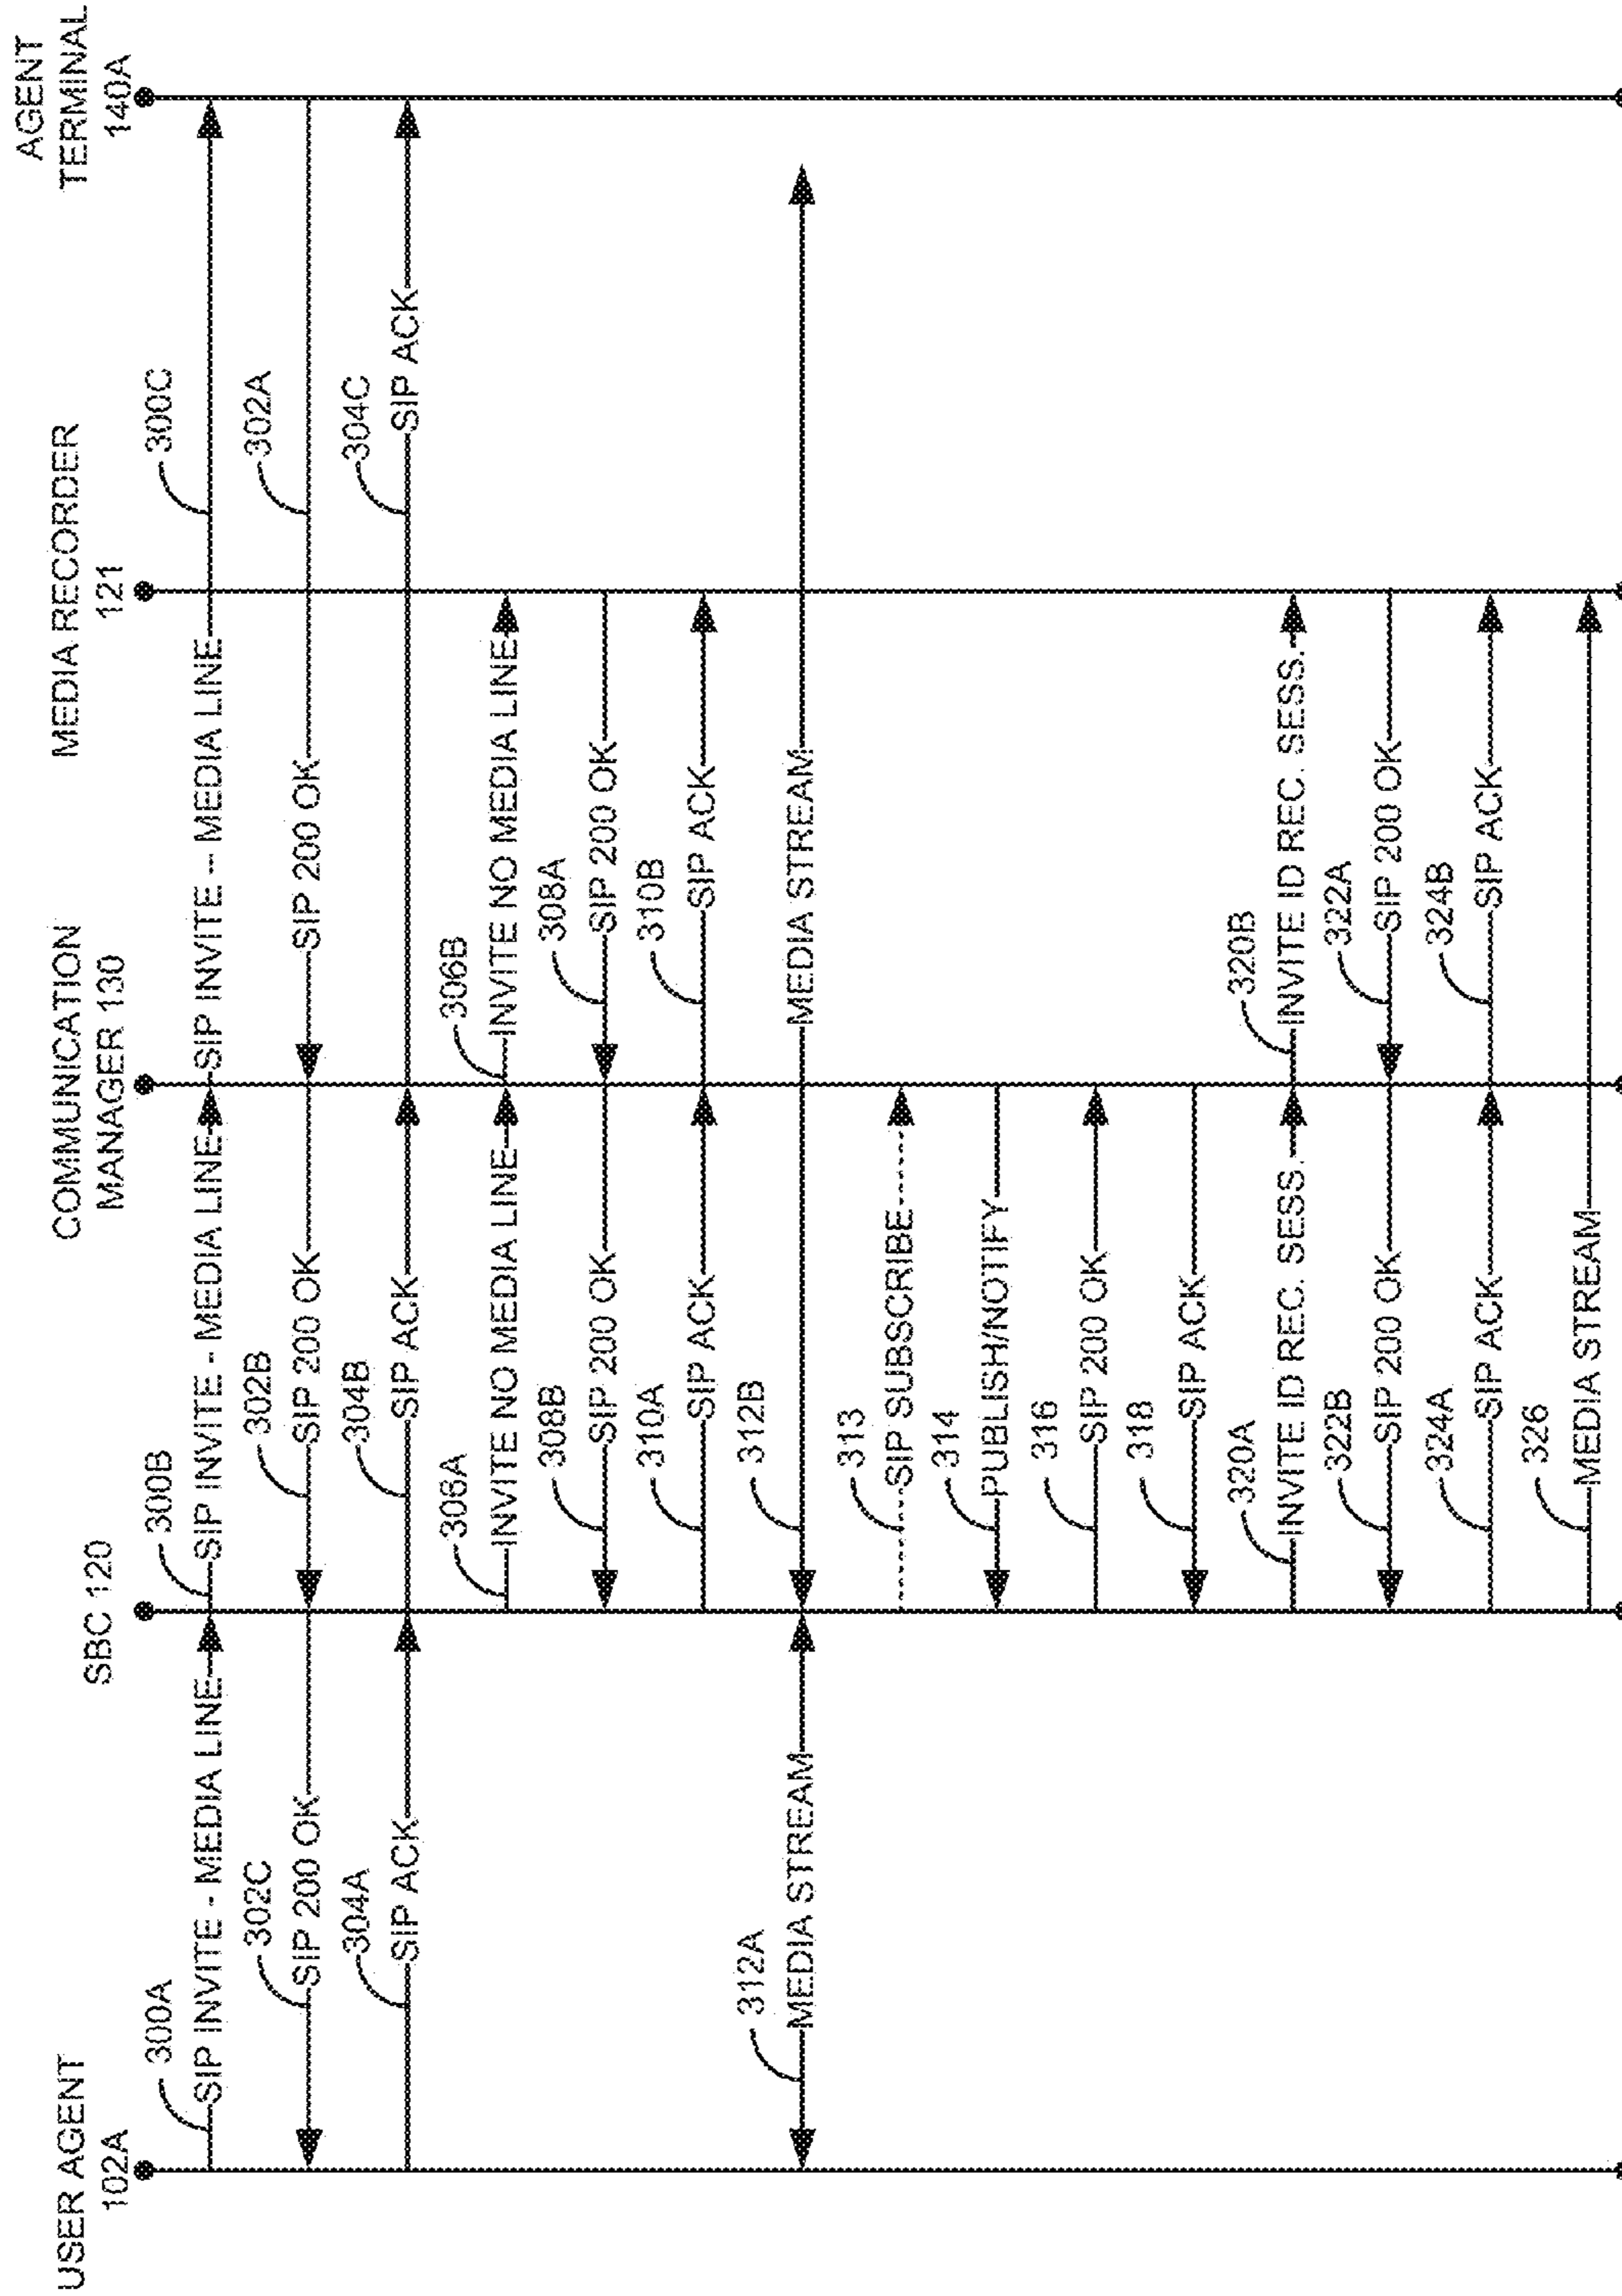 USER AGENT
102A
SBC 120
COMMUNICATION
MANAGER 130
MEDIA RECORDER
121
AGENT
TERMINAL
140A
300A
300B
300C
SIP INVITE - MEDIA LINE
SIP INVITE - MEDIA LINE
SIP INVITE -- MEDIA LINE
302C
302B
302A
SIP 200 OK
SIP 200 OK
SIP 200 OK
304A
304B
304C
SIP ACK
SIP ACK
SIP ACK
306A
306B
INVITE NO MEDIA LINE
INVITE NO MEDIA LINE
308B
308A
SIP 200 OK
SIP 200 OK
310A
310B
SIP ACK
SIP ACK
312A
312B
MEDIA STREAM
MEDIA STREAM
313
SIP SUBSCRIBE
314
PUBLISH/NOTIFY
316
SIP 200 OK
318
SIP ACK
320A
320B
INVITE ID REC. SESS.
INVITE ID REC. SESS.
322B
322A
SIP 200 OK
SIP 200 OK
324A
324B
SIP ACK
SIP ACK
326
MEDIA STREAM